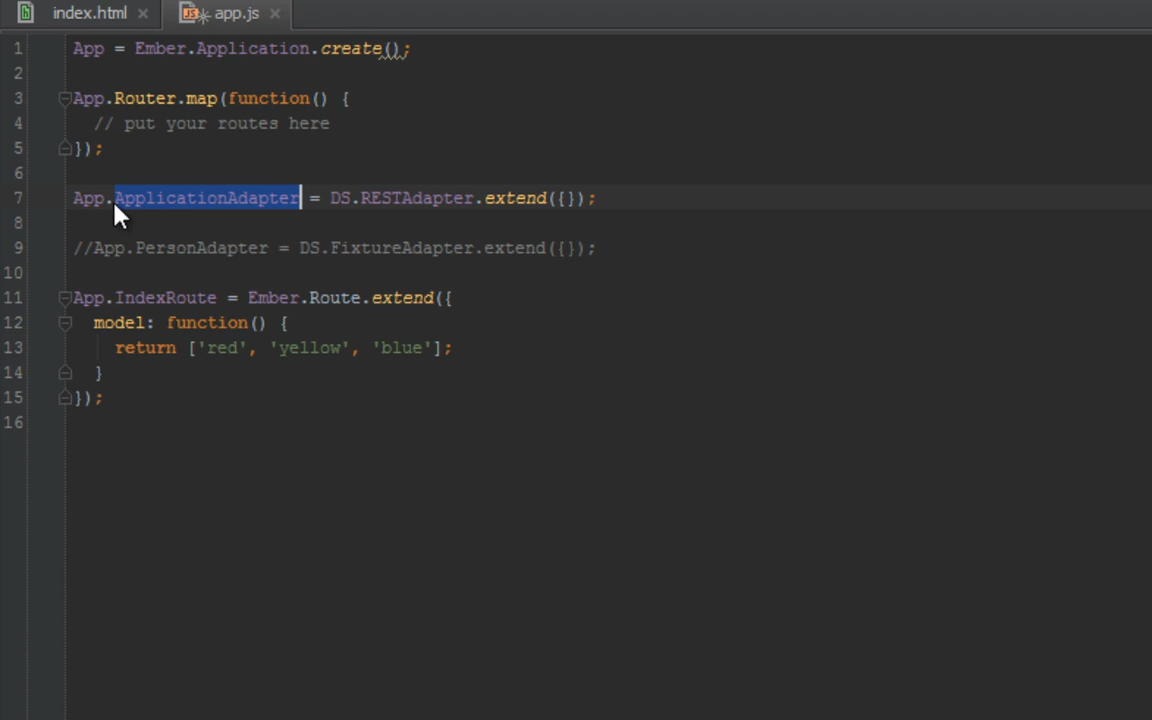 index.html app.js
1 App = Ember.Application.create();
2
3 App.Router.map(function() {
4 // put your routes here
5 });
6
7 App.ApplicationAdapter = DS.RESTAdapter.extend({});
8
9 //App.PersonAdapter = DS.FixtureAdapter.extend({});
10
11 App.IndexRoute = Ember.Route.extend({
12 model: function() {
13 return ['red', 'yellow', 'blue'];
14 }
15 });
16